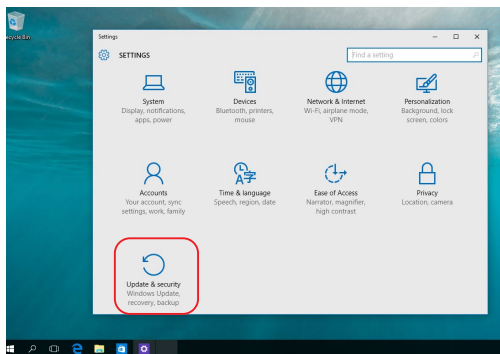 Recycle Bin
Settings
SETTINGS
Find a setting
System
Display, notifications,
apps, power
Devices
Bluetooth, printers,
mouse
Network & Internet
Wi-Fi, airplane mode,
VPN
Personalization
Background, lock
screen, colors
Accounts
Your account, sync
settings, work, family
Time & language
Speech, region, date
Ease of Access
Narrator, magnifier,
high contrast
Privacy
Location, camera
Update & security
Windows Update,
recovery, backup